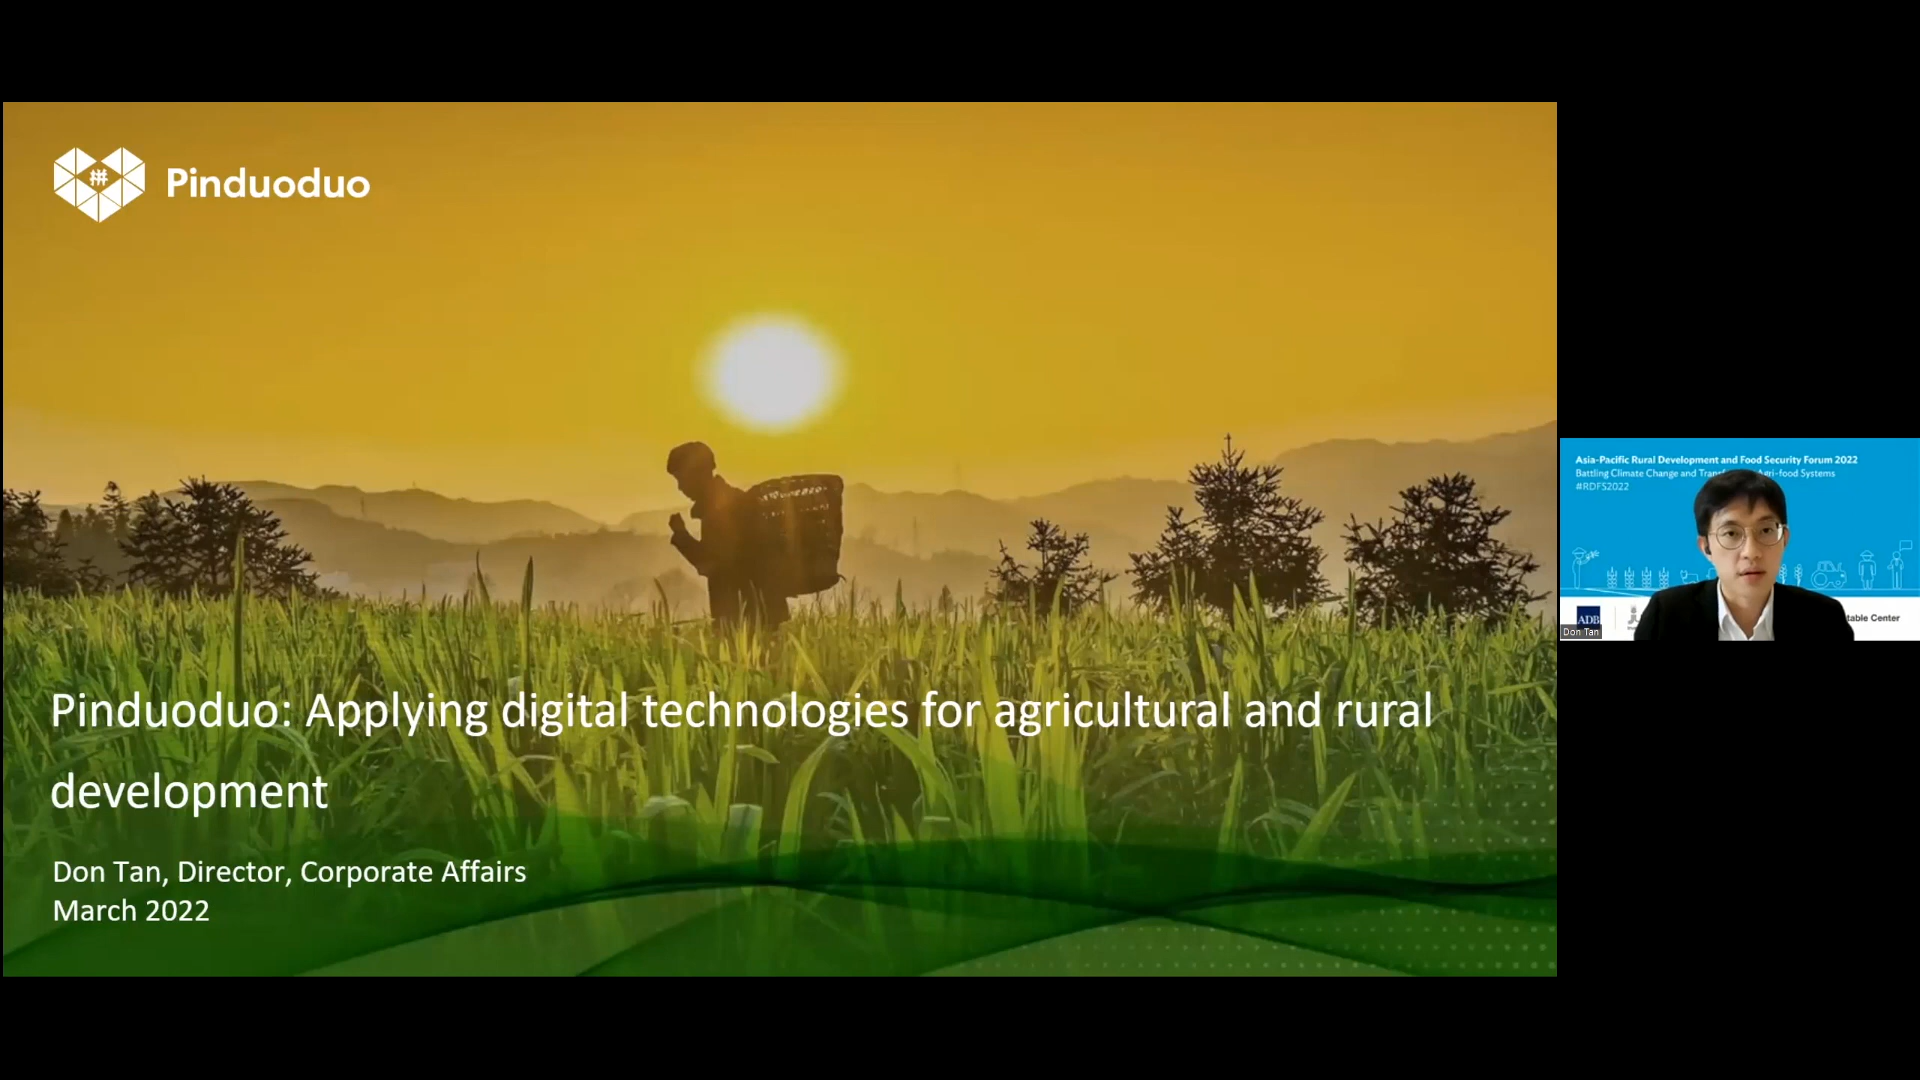 拼
Pinduoduo
Pinduoduo: Applying digital technologies for agricultural and rural
development
Don Tan, Director, Corporate Affairs
March 2022
Asia-Pacific Rural Development and Food Security Forum 2022
Battling Climate Change and Agri-food Systems
#RDFS2022
ADB
table Center
Don Tan